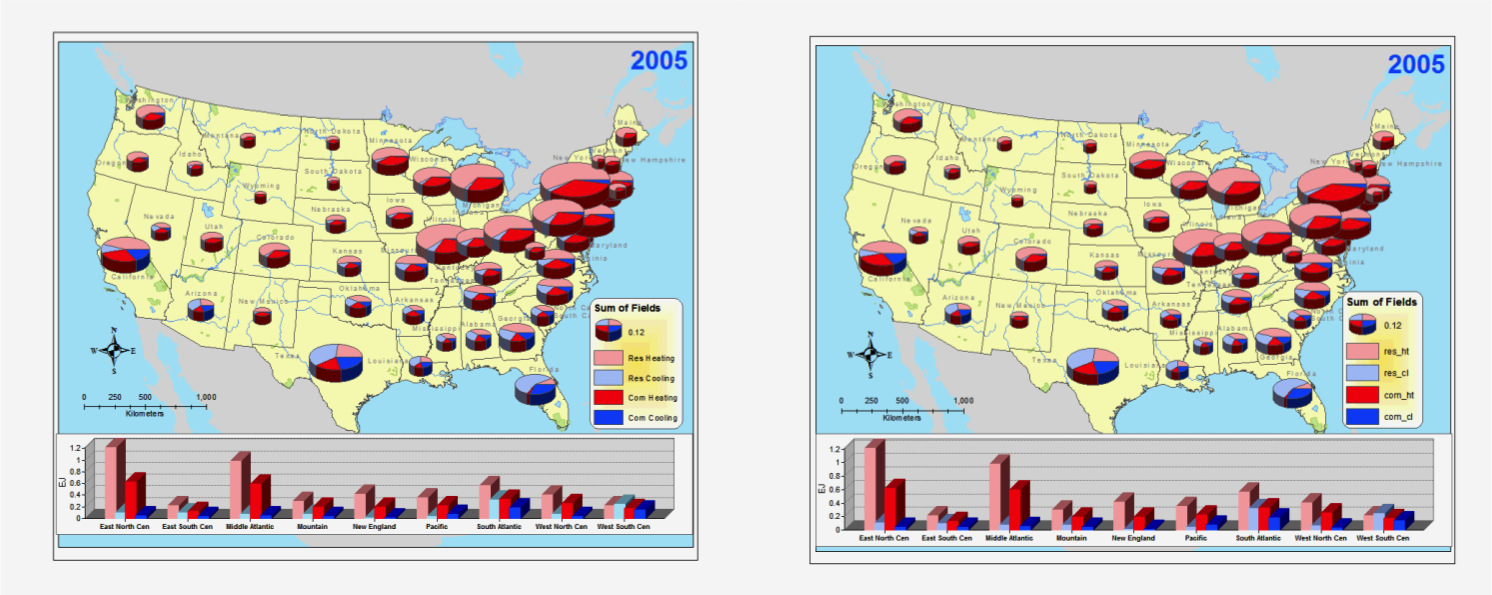 2005
Washington
Montana
North Dakota
Minnesota
Maine
Oregon
Idaho
Wisconsin
New York
Vermont
New Hampshire
South Dakota
Wyoming
Michigan
Nebraska
Iowa
Illinois
Indiana
Nevada
Utah
Colorado
Kansas
Missouri
Maryland
Virginia
California
Kentucky
Tennessee
Arizona
New Mexico
Oklahoma
Arkansas
North Ca
South C
Mississippi
Alabama
Georgia
Texas
Louisiana
Florida
N
W
E
S
0 250 500 1,000
Kilometers
Sum of Fields
0.12
Res Heating
Res Cooling
Com Heating
Com Cooling
EJ
1.2
1
0.8
0.6
0.4
0.2
0
East North Cen East South Cen Middle Atlantic Mountain New England Pacific South Atlantic West North Cen West South Cen
2005
Washington
Montana
North Dakota
Minnesota
Maine
Oregon
Idaho
Wisconsin
New York
Vermont
New Hampshire
South Dakota
Wyoming
Michigan
Nebraska
Iowa
Illinois
Indiana
Nevada
Utah
Colorado
Kansas
Missouri
Maryland
Virginia
California
Kentucky
Tennessee
Arizona
New Mexico
Oklahoma
Arkansas
Mississippi
Alabama
Georgia
Texas
Louisiana
Florida
N
W
E
S
0 250 500 1,000
Kilometers
Sum of Fields
0.12
res_ht
res_cl
com_ht
com_cl
EJ
1.2
1
0.8
0.6
0.4
0.2
0
East North Cen East South Cen Middle Atlantic Mountain New England Pacific South Atlantic West North Cen West South Cen